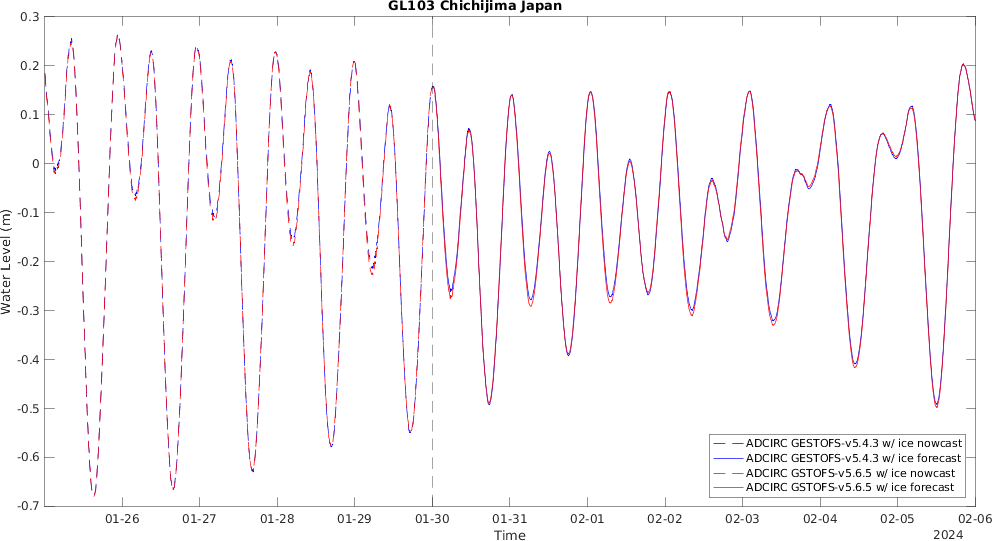 GL103 Chichijima Japan
0.3
0.2
0.1
0
-0.1
-0.2
-0.3
-0.4
-0.5
-0.6
-0.7
Water Level (m)
ADCIRC GESTOFS-v5.4.3 w/ ice nowcast
ADCIRC GESTOFS-v5.4.3 w/ ice forecast
ADCIRC GSTOFS-v5.6.5 w/ ice nowcast
ADCIRC GSTOFS-v5.6.5 w/ ice forecast
01-26 01-27 01-28 01-29 01-30 01-31 02-01 02-02 02-03 02-04 02-05 02-06
Time
2024